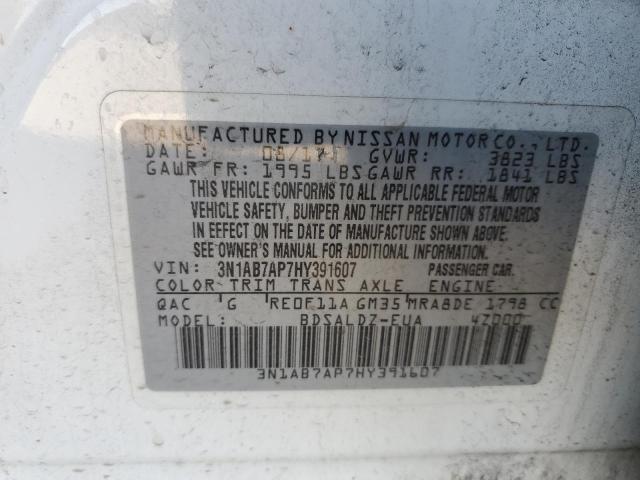 MANUFACTURED BY NISSAN MOTOR CO., LTD.
DATE: 08/17 GVWR: 3823 LBS
GAWR FR: 1995 LBS GAWR RR: 1841 LBS
THIS VEHICLE CONFORMS TO ALL APPLICABLE FEDERAL MOTOR
VEHICLE SAFETY, BUMPER AND THEFT PREVENTION STANDARDS
IN EFFECT ON THE DATE OF MANUFACTURE SHOWN ABOVE.
SEE OWNER'S MANUAL FOR ADDITIONAL INFORMATION.
VIN: 3N1AB7AP7HY391607 PASSENGER CAR.
COLOR TRIM TRANS AXLE ENGINE
QAC G RE0F11A GM35 MRA8DE 1798 CC
MODEL: BDSALDZ-EUA 4Z000
3N1AB7AP7HY391607